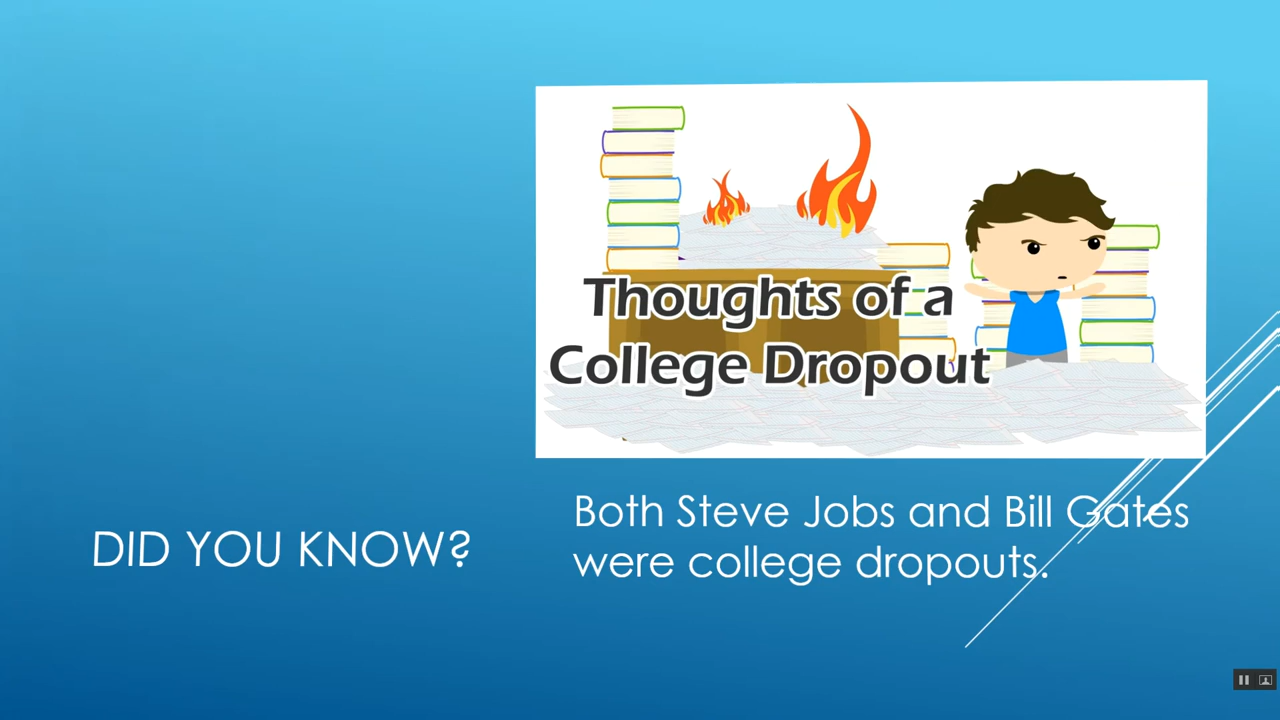 Thoughts of a
College Dropout
DID YOU KNOW?
Both Steve Jobs and Bill Gates
were college dropouts.